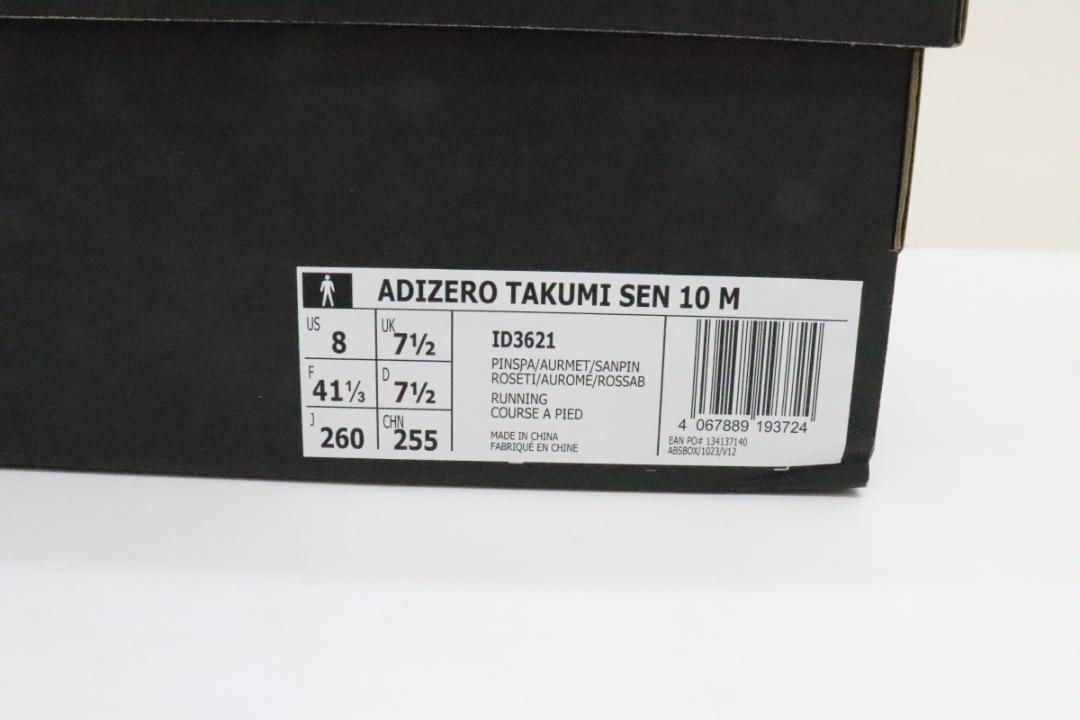 ADIZERO TAKUMI SEN 10 M
US 8
UK 7½
F 41⅓
D 7½
J 260
CHN 255
ID3621
PINSPA/AURMET/SANPIN
ROSETI/AUROME/ROSSAB
RUNNING
COURSE A PIED
MADE IN CHINA
FABRIQUÉ EN CHINE
4 067889 193724
EAN PO# 134137140
ABSBOX/1023/V12